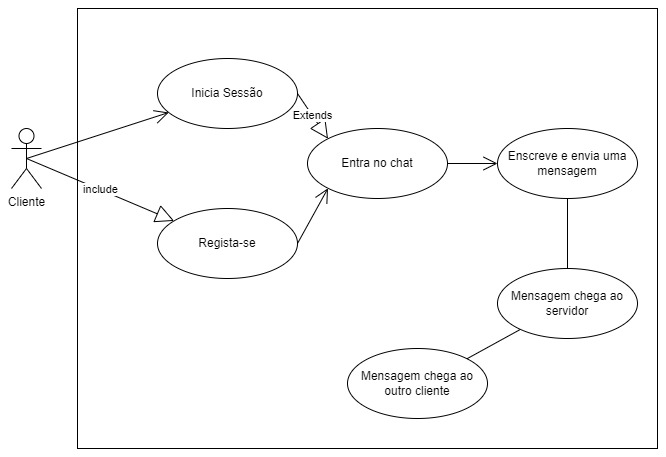 Inicia Sessão
Extends
Entra no chat
Enscreve e envia uma
mensagem
Cliente
include
Regista-se
Mensagem chega ao
servidor
Mensagem chega ao
outro cliente